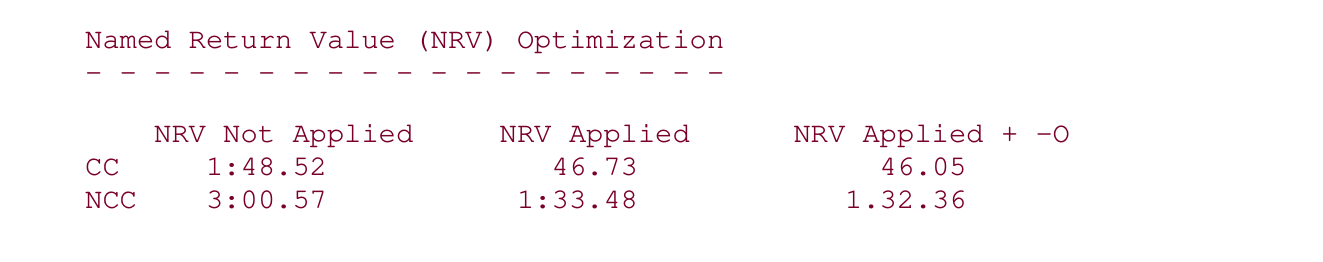 Named Return Value (NRV) Optimization
- - - - - - - - - - - - - - - - - - -
NRV Not Applied NRV Applied NRV Applied + -O
CC 1:48.52 46.73 46.05
NCC 3:00.57 1:33.48 1.32.36